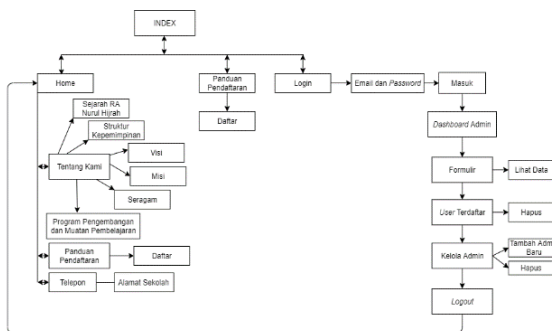 INDEX
Home
Panduan
Pendaftaran
Login
Email dan Password
Masuk
Sejarah RA
Nurul Hijrah
Struktur
Kepemimpinan
Daftar
Dashboard Admin
Tentang Kami
Visi
Misi
Seragam
Formulir
Lihat Data
Program Pengembangan
dan Muatan Pembelajaran
User Terdaftar
Hapus
Panduan
Pendaftaran
Daftar
Kelola Admin
Tambah Admin
Baru
Hapus
Telepon
Alamat Sekolah
Logout